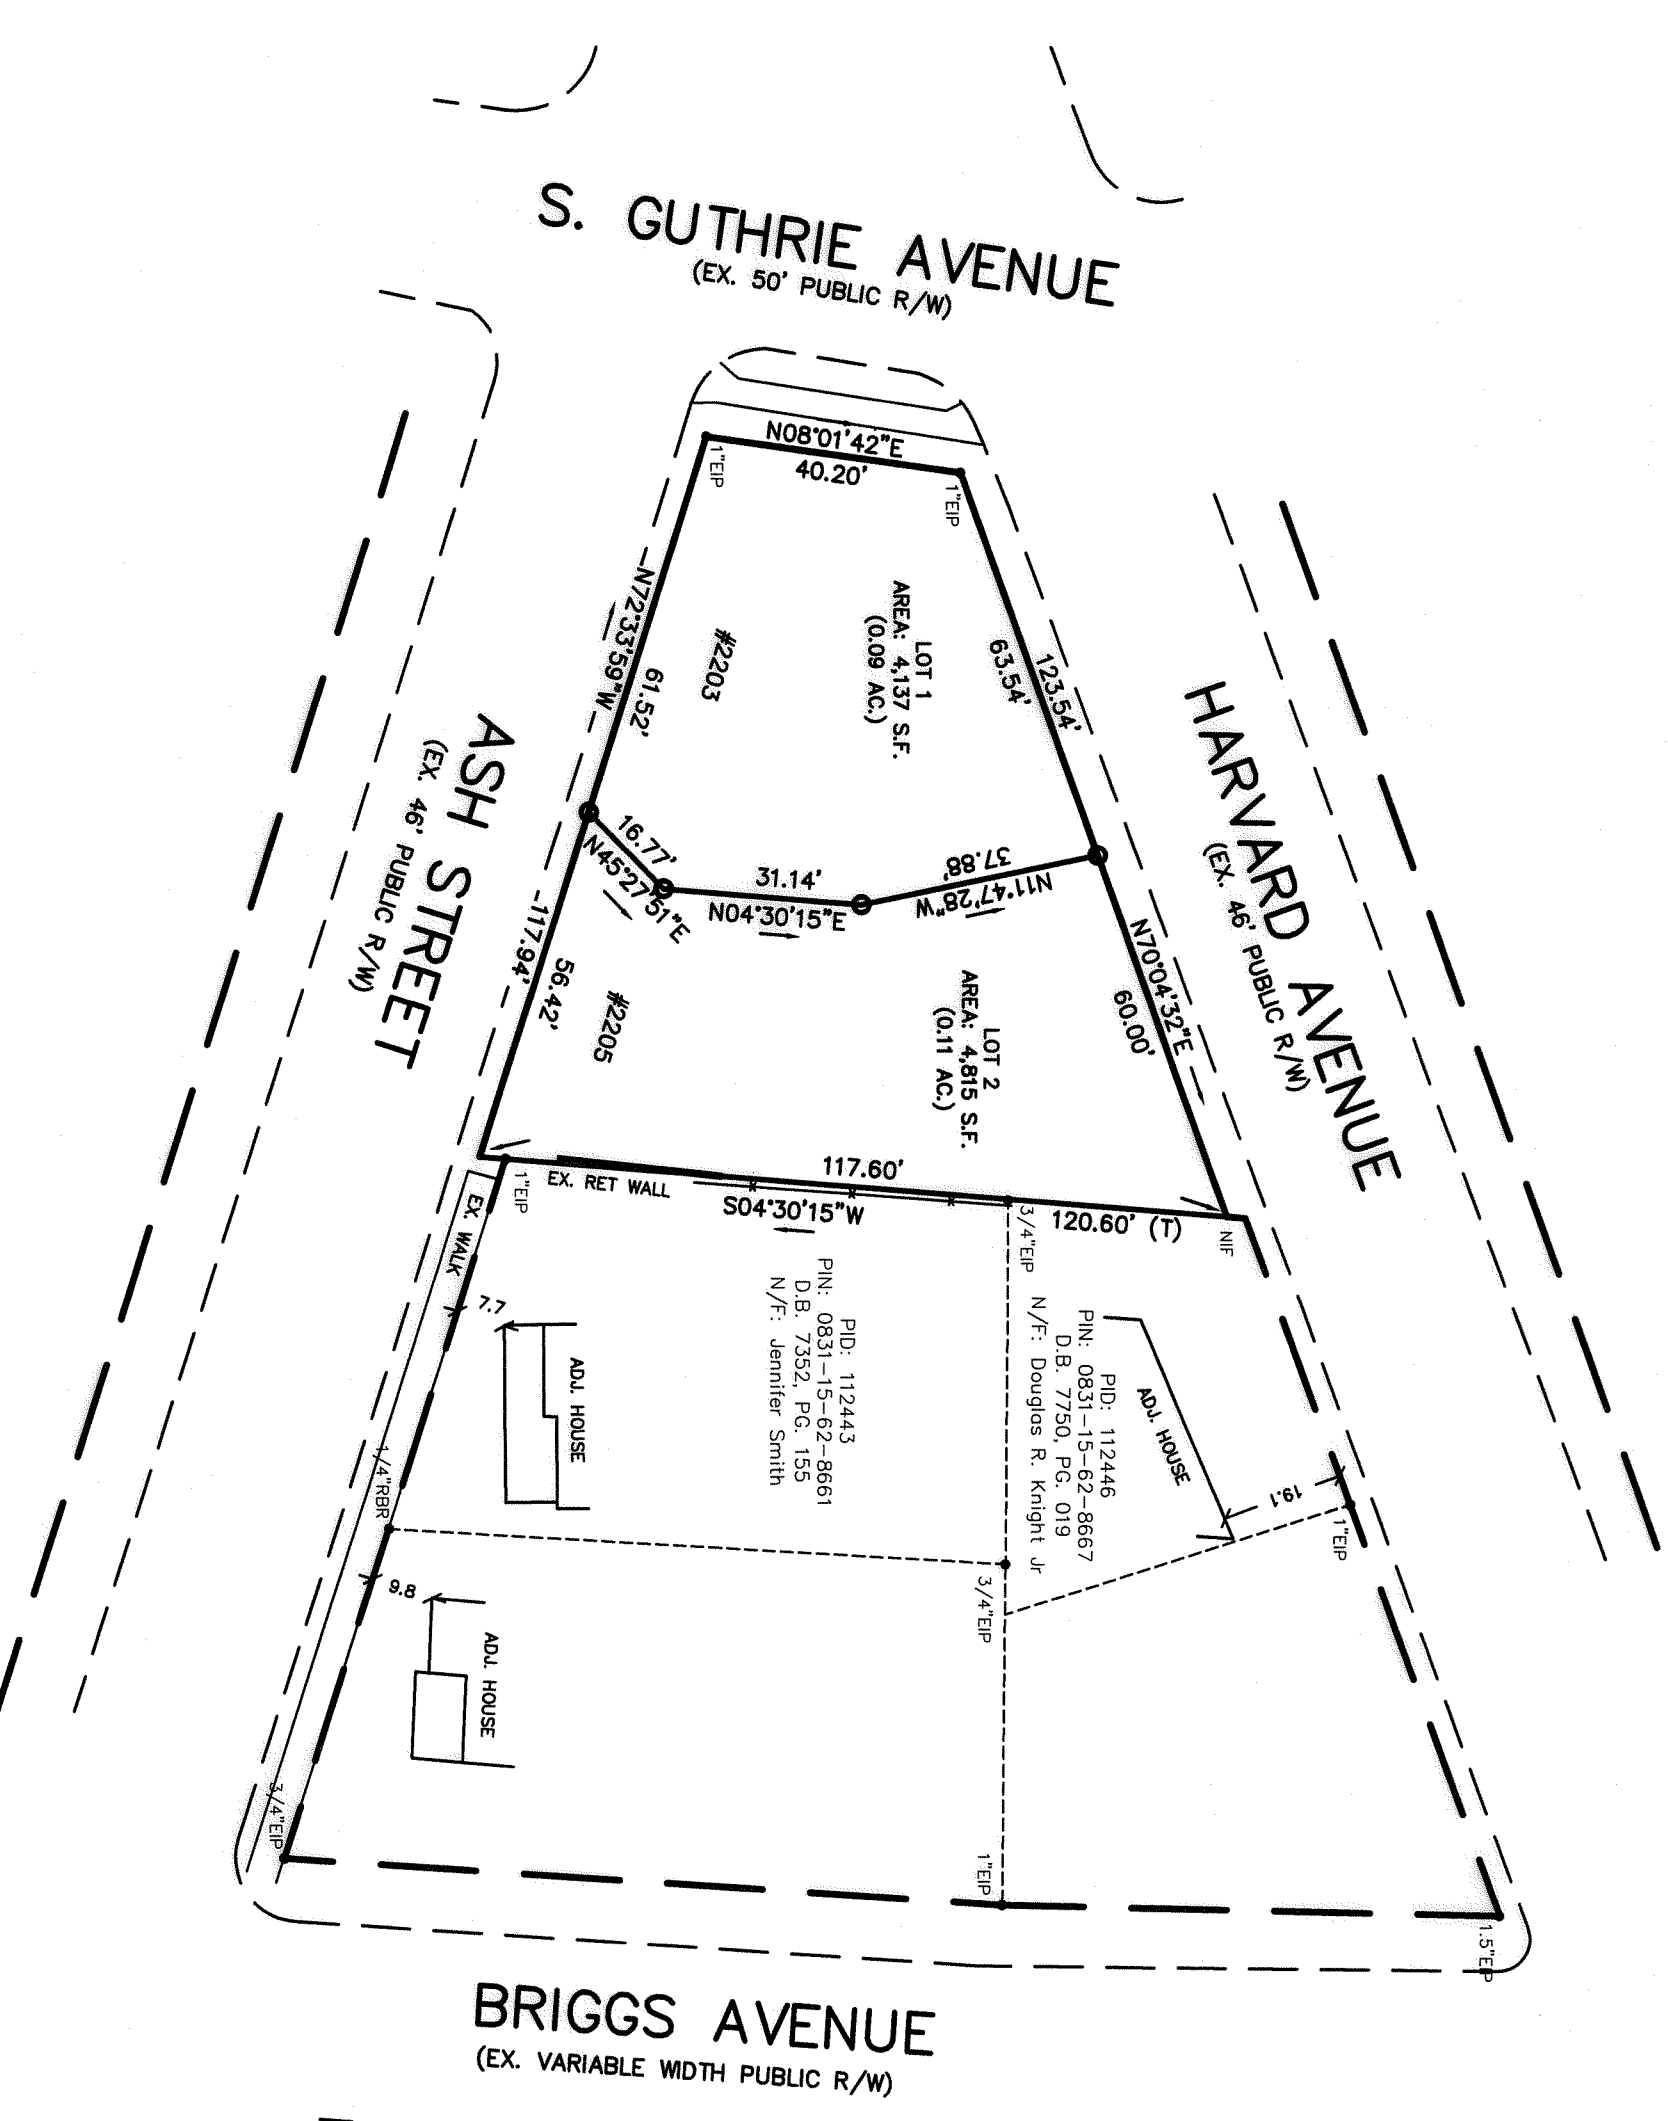 S. GUTHRIE AVENUE
(EX. 50' PUBLIC R/W)
N08°01'42"E
40.20'
1"EIP
1"EIP
N72°33'59"W
61.52'
#2203
LOT 1
AREA: 4,137 S.F.
(0.09 AC.)
63.54'
123.54'
HARVARD AVENUE
(EX. 46' PUBLIC R/W)
ASH STREET
(EX. 46' PUBLIC R/W)
16.77'
N45°27'51"E
31.14'
N04°30'15"E
37.88'
N11°47'28"W
N70°04'32"E
60.00'
117.94'
56.42'
#2205
LOT 2
AREA: 4,815 S.F.
(0.11 AC.)
117.60'
S04°30'15"W
120.60' (T)
EX. RET WALL
1"EIP
3/4"EIP
NIF
EX. WALK
7.7
ADJ. HOUSE
PID: 112443
PIN: 0831-15-62-8661
D.B. 7352, PG. 155
N/F: Jennifer Smith
PID: 112446
PIN: 0831-15-62-8667
D.B. 7750, PG. 019
N/F: Douglas R. Knight Jr
ADJ. HOUSE
19.1
1"EIP
1/4"RBR
3/4"EIP
9.8
ADJ. HOUSE
3/4"EIP
1"EIP
1.5"EIP
BRIGGS AVENUE
(EX. VARIABLE WIDTH PUBLIC R/W)